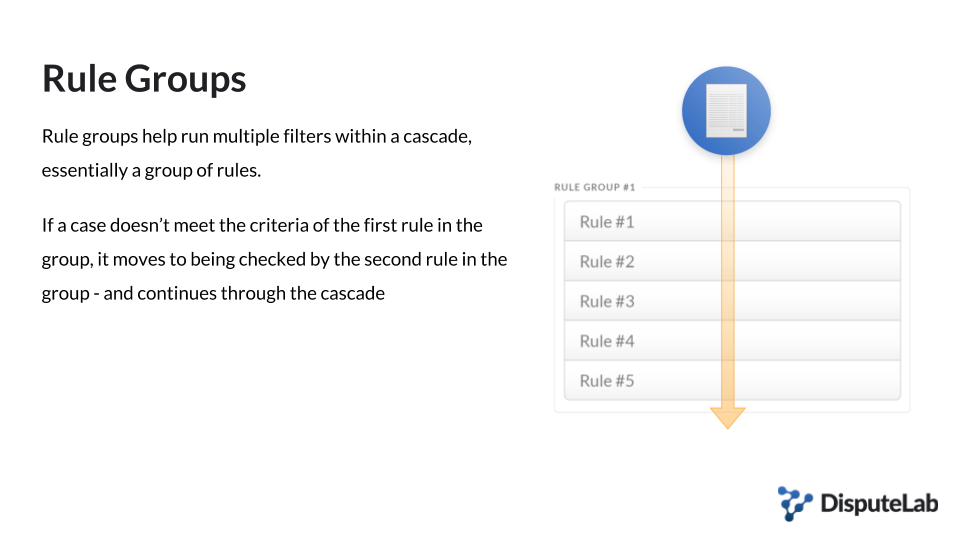 Rule Groups
Rule groups help run multiple filters within a cascade,
essentially a group of rules.
If a case doesn’t meet the criteria of the first rule in the
group, it moves to being checked by the second rule in the
group - and continues through the cascade
RULE GROUP #1
Rule #1
Rule #2
Rule #3
Rule #4
Rule #5
DisputeLab